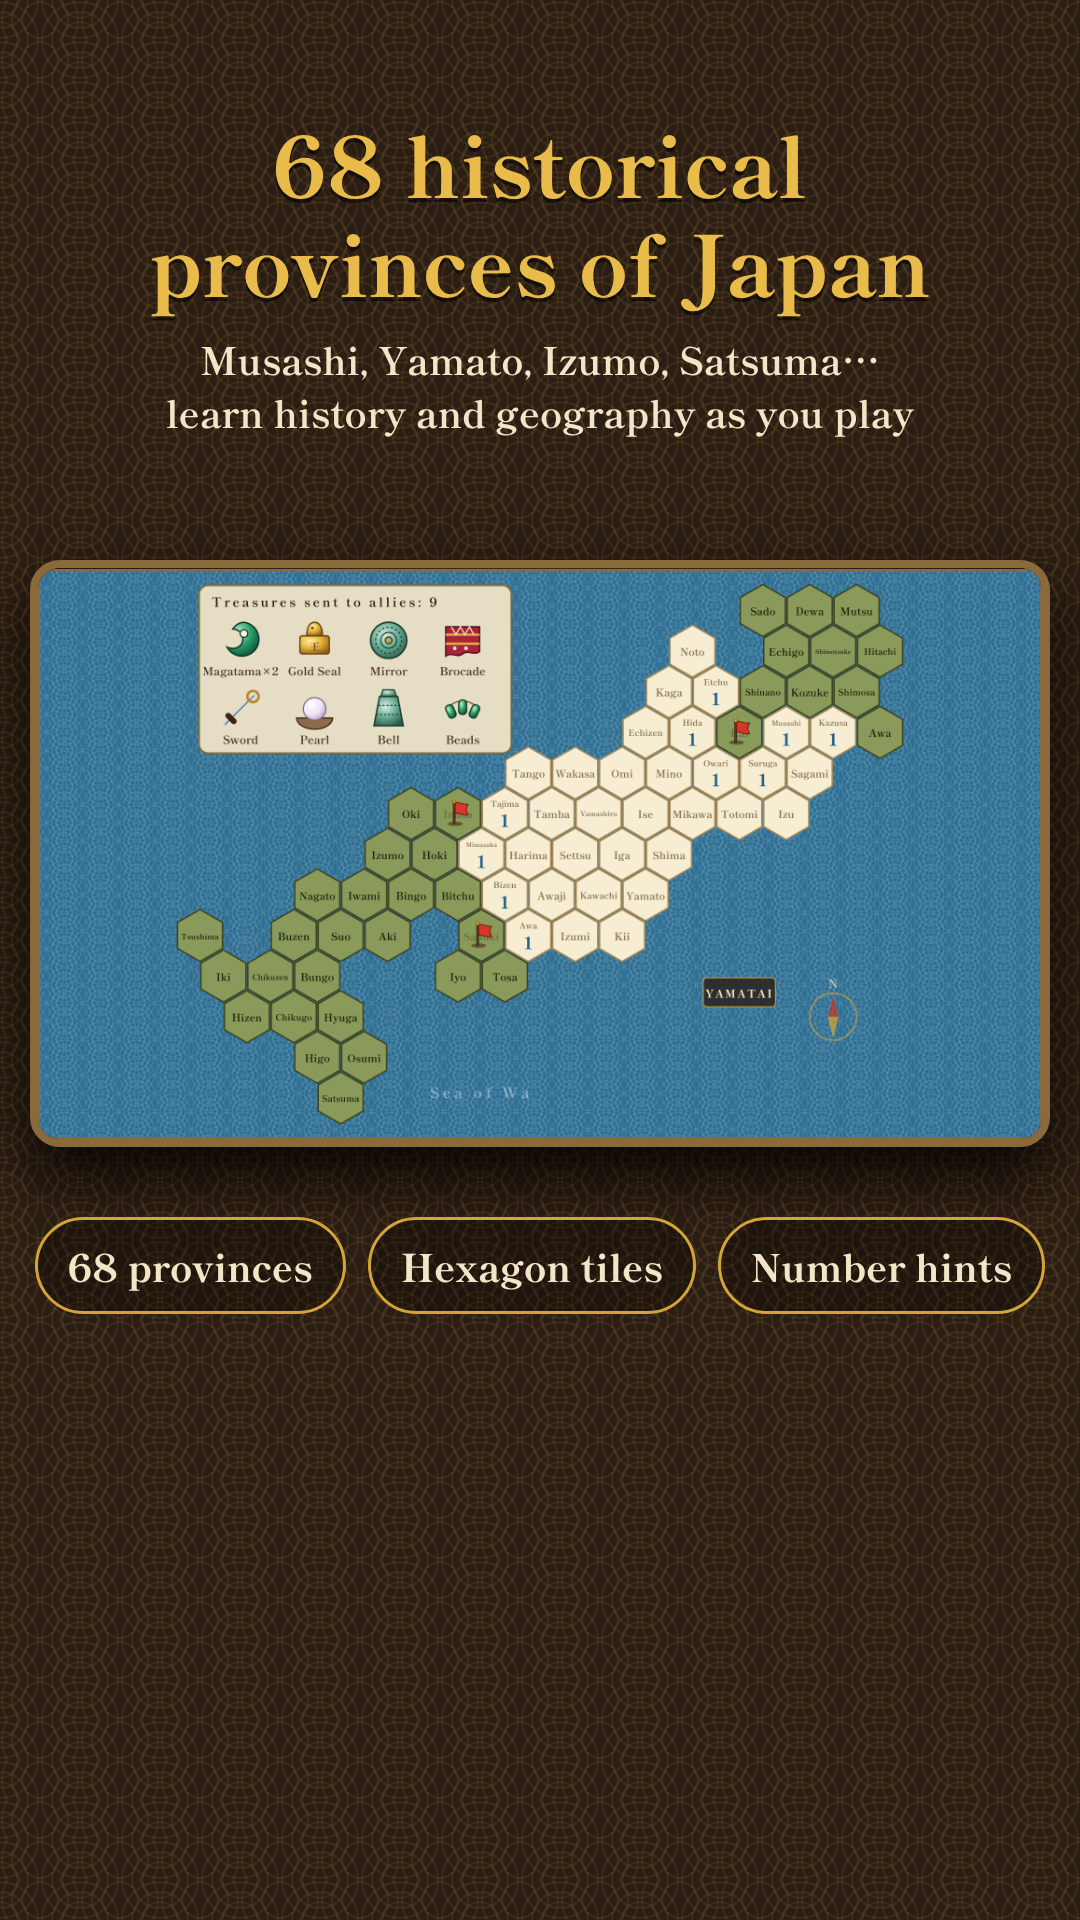 68 historical
provinces of Japan
Musashi, Yamato, Izumo, Satsuma…
learn history and geography as you play
Treasures sent to allies: 9
Magatama×2 Gold Seal Mirror Brocade
Sword Pearl Bell Beads
Sado Dewa Mutsu
Noto Echigo Shimotsuke Hitachi
Kaga Etchu 1 Shinano Kozuke Shimosa
Echizen Hida 1 Musashi 1 Kazusa 1 Awa
Tango Wakasa Omi Mino Owari 1 Suruga 1 Sagami
Oki Tajima 1 Tamba Yamashiro Ise Mikawa Totomi Izu
Izumo Hoki Mimasaka 1 Harima Settsu Iga Shima
Nagato Iwami Bingo Bitchu Bizen 1 Awaji Kawachi Yamato
Tsushima Buzen Suo Aki Awa 1 Izumi Kii
Iki Chikuzen Bungo Iyo Tosa
YAMATAI
N
Hizen Chikugo Hyuga
Higo Osumi
Sea of Wa
Satsuma
68 provinces
Hexagon tiles
Number hints